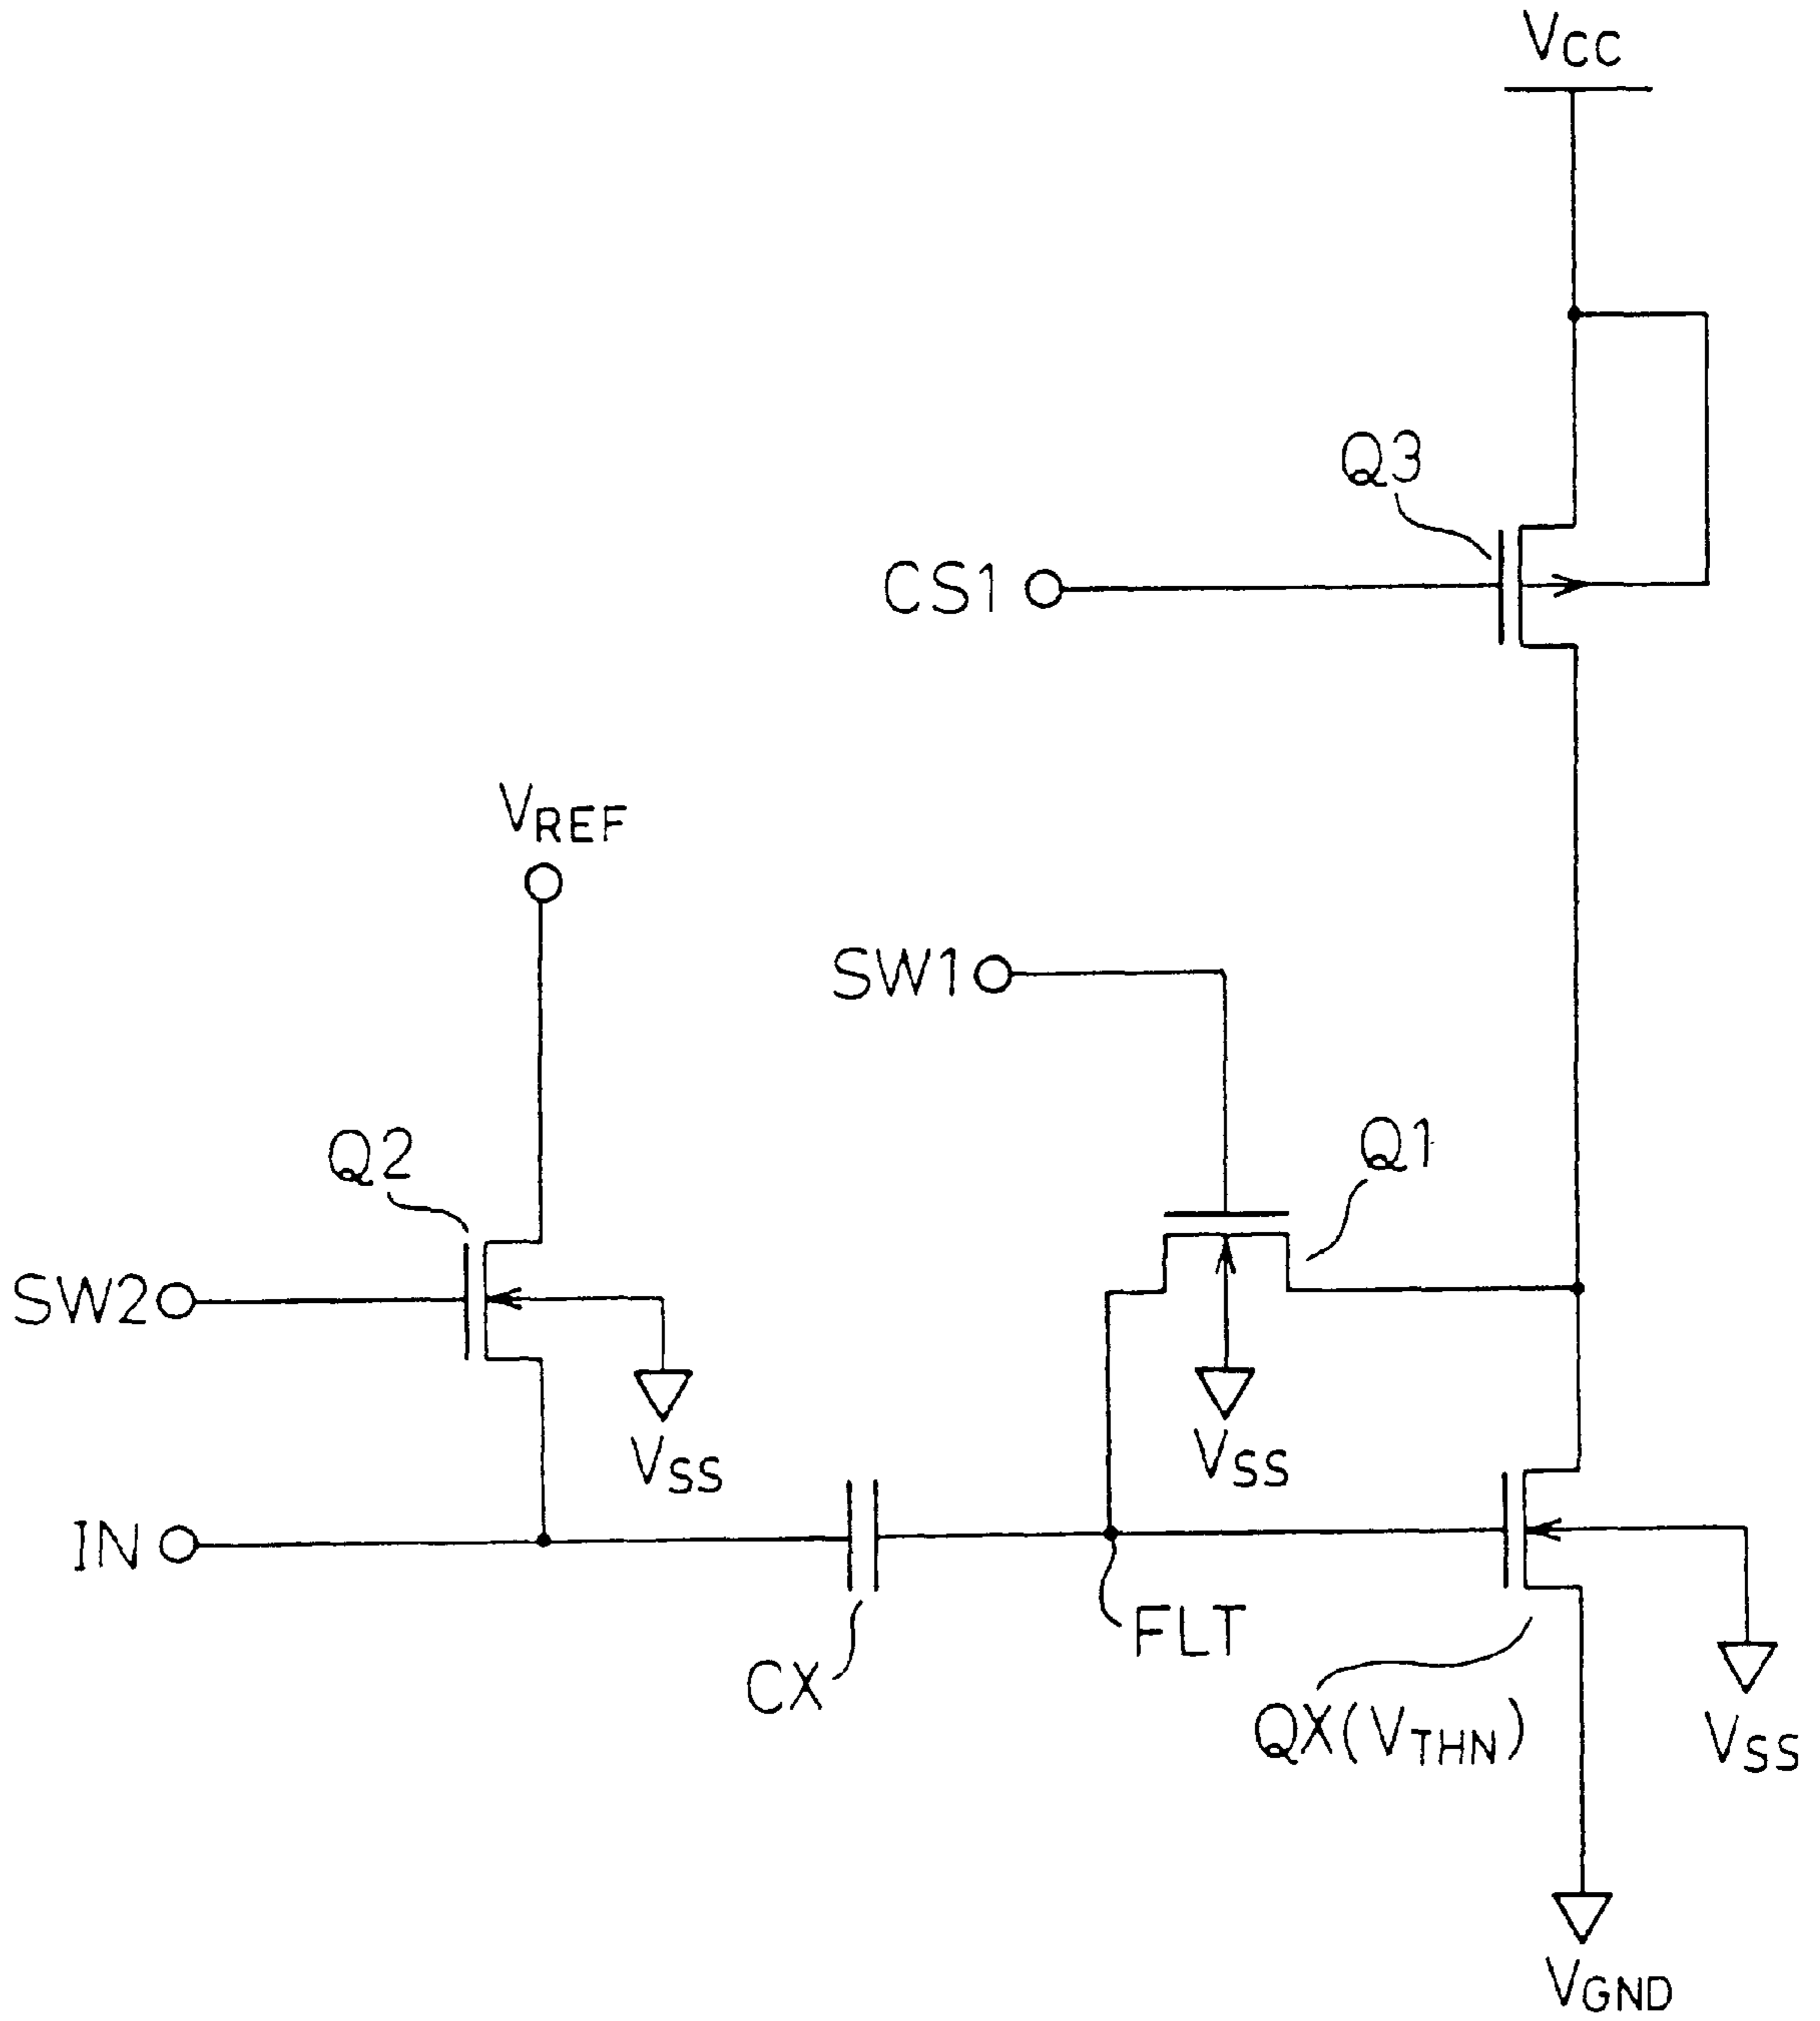 VCC
Q3
CS1
VREF
SW1
Q1
Q2
SW2
VSS
VSS
IN
FLT
CX
QX(VTHN)
VSS
VGND